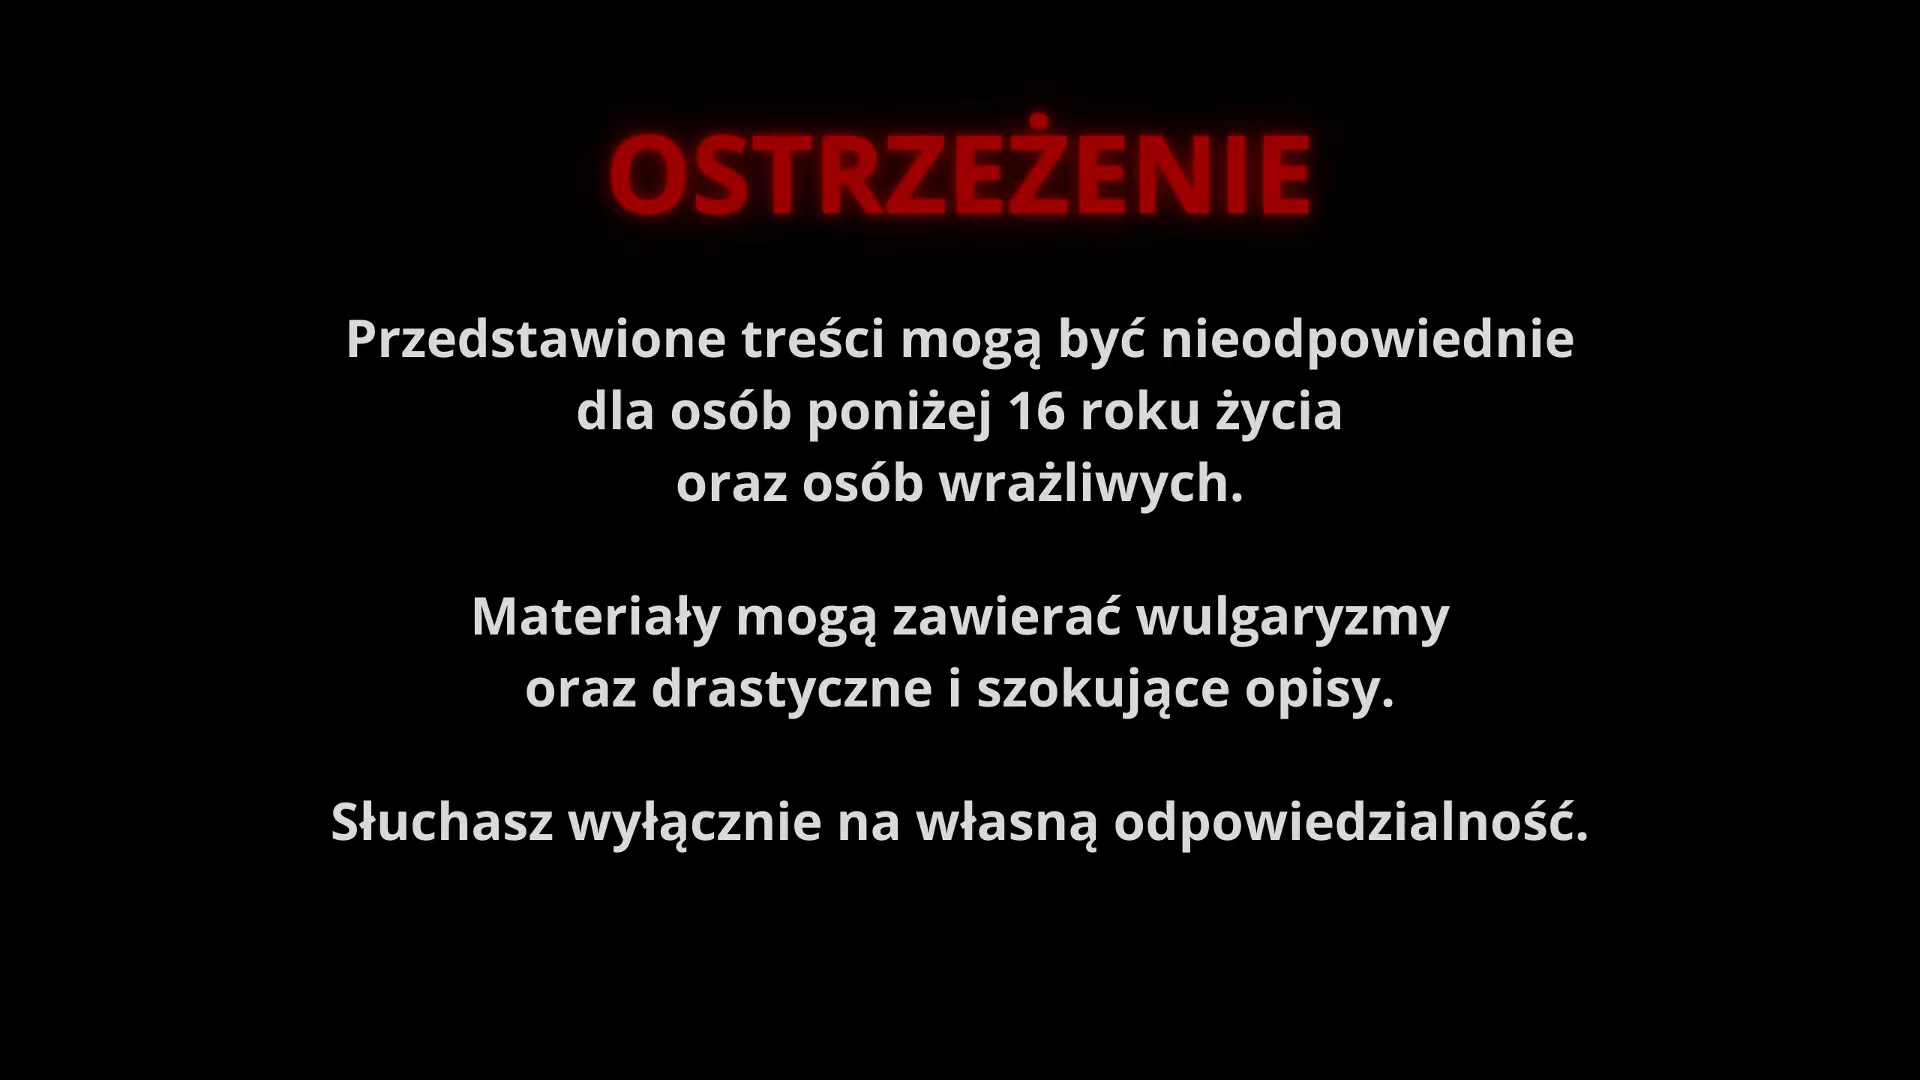 OSTRZEŻENIE
Przedstawione treści mogą być nieodpowiednie
dla osób poniżej 16 roku życia
oraz osób wrażliwych.
Materiały mogą zawierać wulgaryzmy
oraz drastyczne i szokujące opisy.
Słuchasz wyłącznie na własną odpowiedzialność.